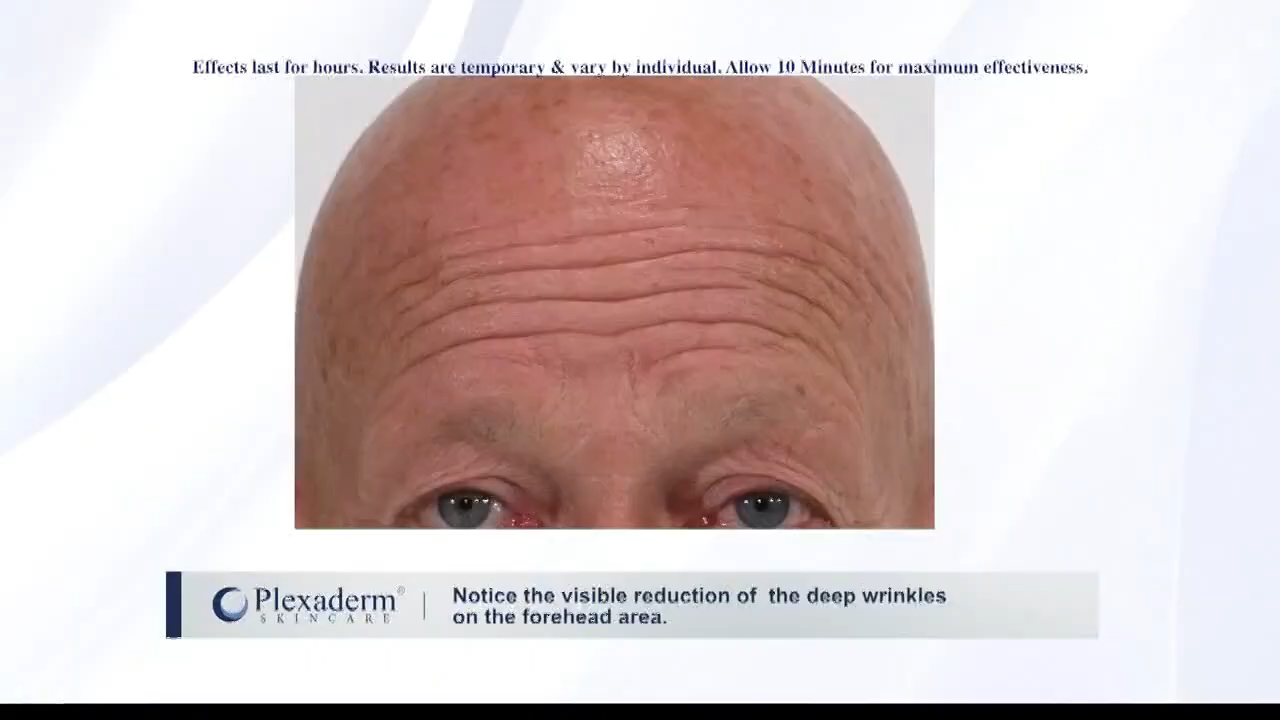 Effects last for hours. Results are temporary & vary by individual. Allow 10 Minutes for maximum effectiveness.
Plexaderm®
SKINCARE
Notice the visible reduction of the deep wrinkles
on the forehead area.